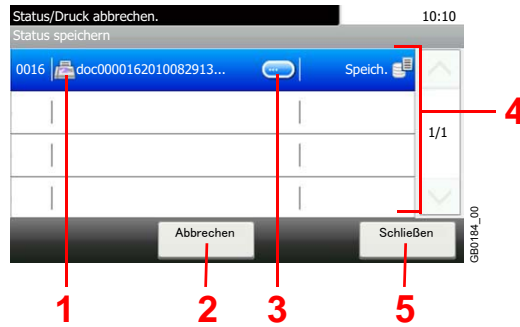 Status/Druck abbrechen. 10:10
Status speichern
0016 doc0000162010082913... Speich.
4
1/1
Abbrechen Schließen
GB0184_00
1 2 3 5